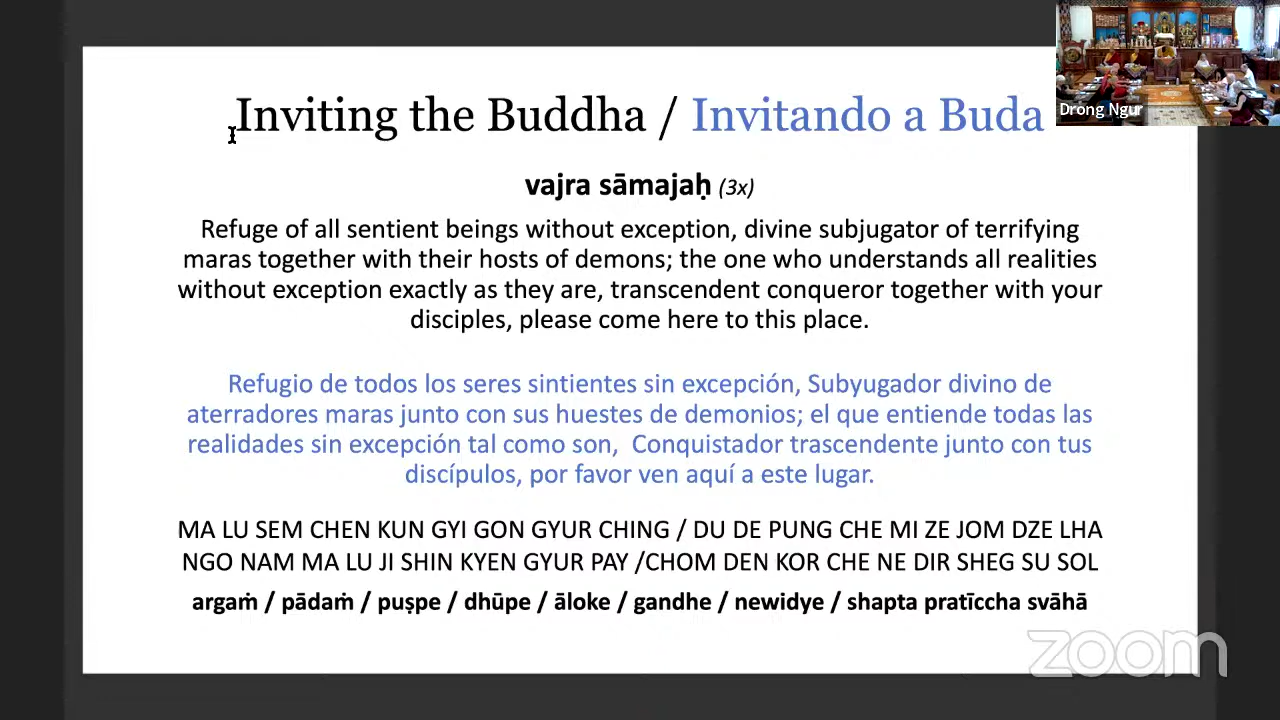 Inviting the Buddha / Invitando a Buda
Drong Ngur
vajra sāmajaḥ (3x)
Refuge of all sentient beings without exception, divine subjugator of terrifying
maras together with their hosts of demons; the one who understands all realities
without exception exactly as they are, transcendent conqueror together with your
disciples, please come here to this place.
Refugio de todos los seres sintientes sin excepción, Subyugador divino de
aterradores maras junto con sus huestes de demonios; el que entiende todas las
realidades sin excepción tal como son, Conquistador trascendente junto con tus
discípulos, por favor ven aquí a este lugar.
MA LU SEM CHEN KUN GYI GON GYUR CHING / DU DE PUNG CHE MI ZE JOM DZE LHA
NGO NAM MA LU JI SHIN KYEN GYUR PAY /CHOM DEN KOR CHE NE DIR SHEG SU SOL
argaṁ / pādaṁ / puṣpe / dhūpe / āloke / gandhe / newidye / shapta pratīccha svāhā
zoom